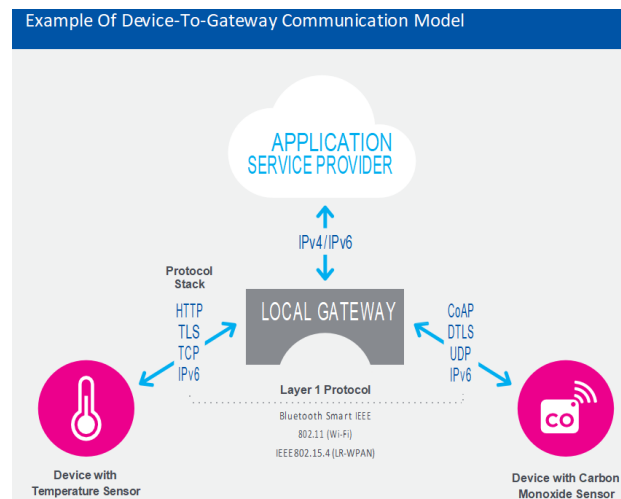 Example Of Device-To-Gateway Communication Model
APPLICATION
SERVICE PROVIDER
IPv4/IPv6
Protocol
Stack
HTTP
TLS
TCP
IPv6
LOCAL GATEWAY
CoAP
DTLS
UDP
IPv6
Layer 1 Protocol
Bluetooth Smart IEEE
802.11 (Wi-Fi)
IEEE802.15.4 (LR-WPAN)
CO
Device with
Temperature Sensor
Device with Carbon
Monoxide Sensor